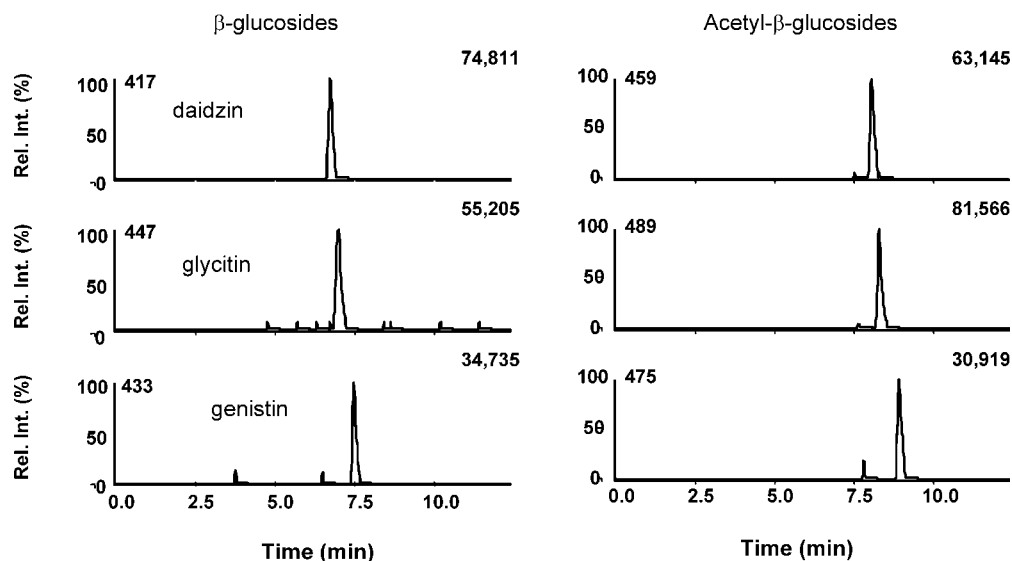 β-glucosides
Acetyl-β-glucosides
74,811
417
daidzin
Rel. Int. (%)
100
50
0
63,145
459
100
50
0
55,205
447
glycitin
Rel. Int. (%)
100
50
0
81,566
489
100
50
0
34,735
433
genistin
Rel. Int. (%)
100
50
0
0.0 2.5 5.0 7.5 10.0
Time (min)
30,919
475
100
50
0
0.0 2.5 5.0 7.5 10.0
Time (min)